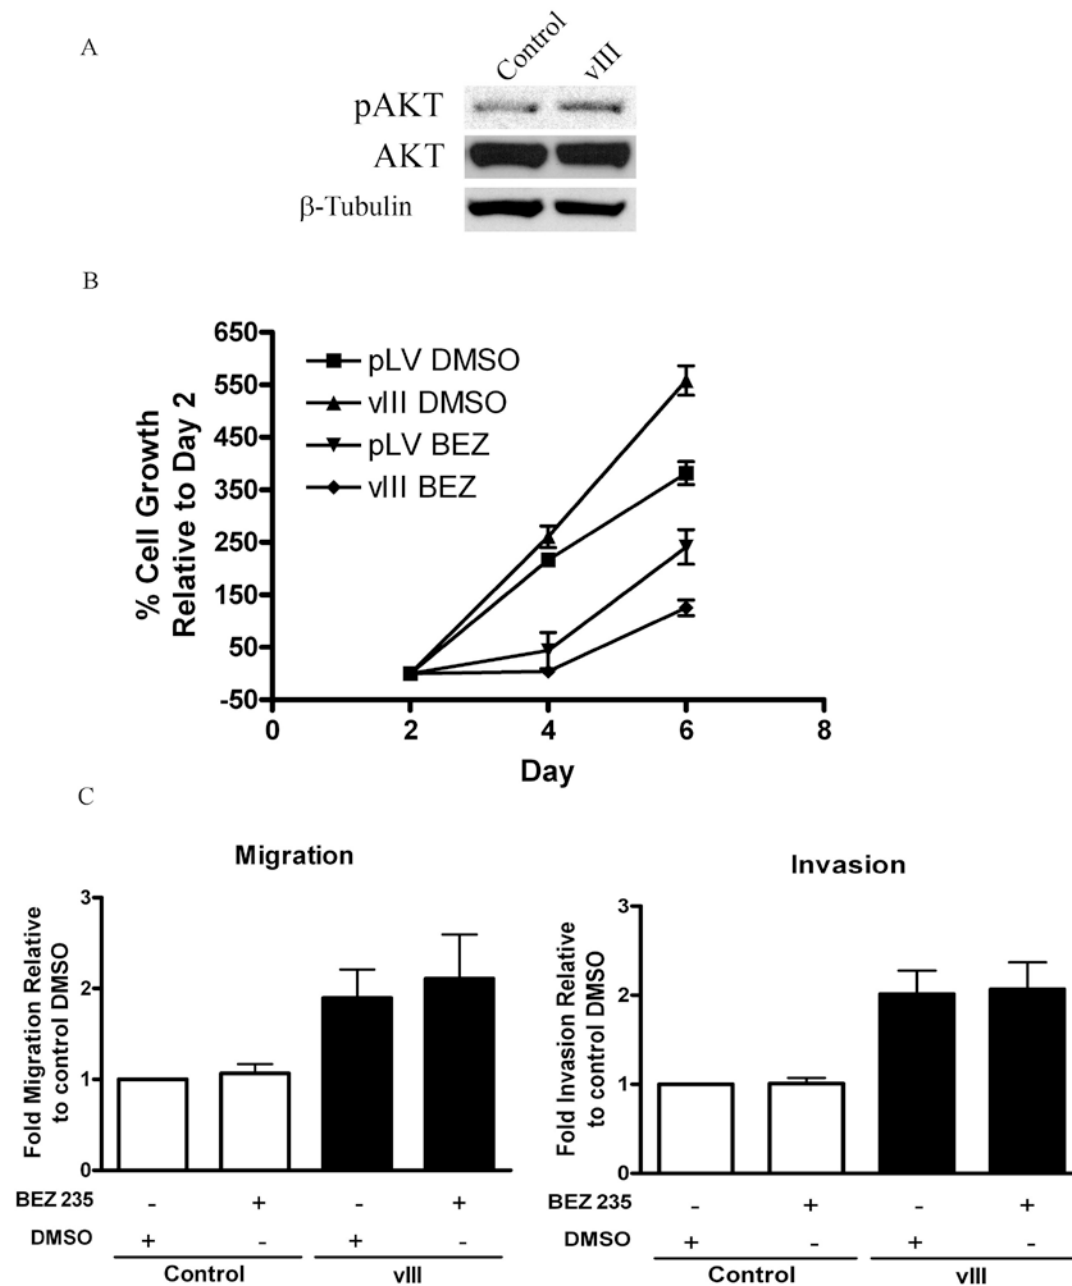 A
Control vIII
pAKT
AKT
β-Tubulin
B
650
550
450
350
250
150
50
-50
% Cell Growth
Relative to Day 2
pLV DMSO
vIII DMSO
pLV BEZ
vIII BEZ
0 2 4 6 8
Day
C
Migration
Fold Migration Relative
to control DMSO
3
2
1
0
BEZ 235 - + - +
DMSO + - + -
Control vIII
Invasion
Fold Invasion Relative
to control DMSO
3
2
1
0
BEZ 235 - + - +
DMSO + - + -
Control vIII